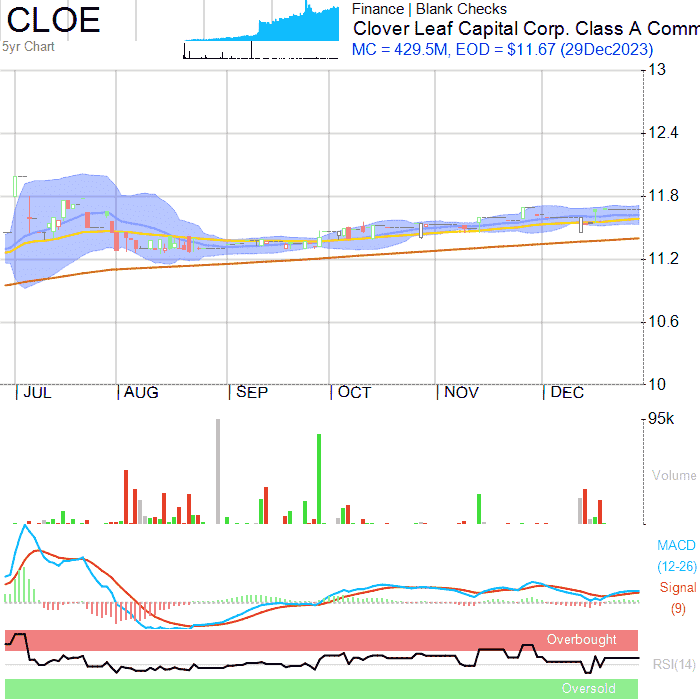 CLOE
5yr Chart
Finance | Blank Checks
Clover Leaf Capital Corp. Class A Comm
MC = 429.5M, EOD = $11.67 (29Dec2023)
13
12.4
11.8
11.2
10.6
10
JUL AUG SEP OCT NOV DEC
95k
Volume
MACD
(12-26)
Signal
(9)
Overbought
RSI(14)
Oversold